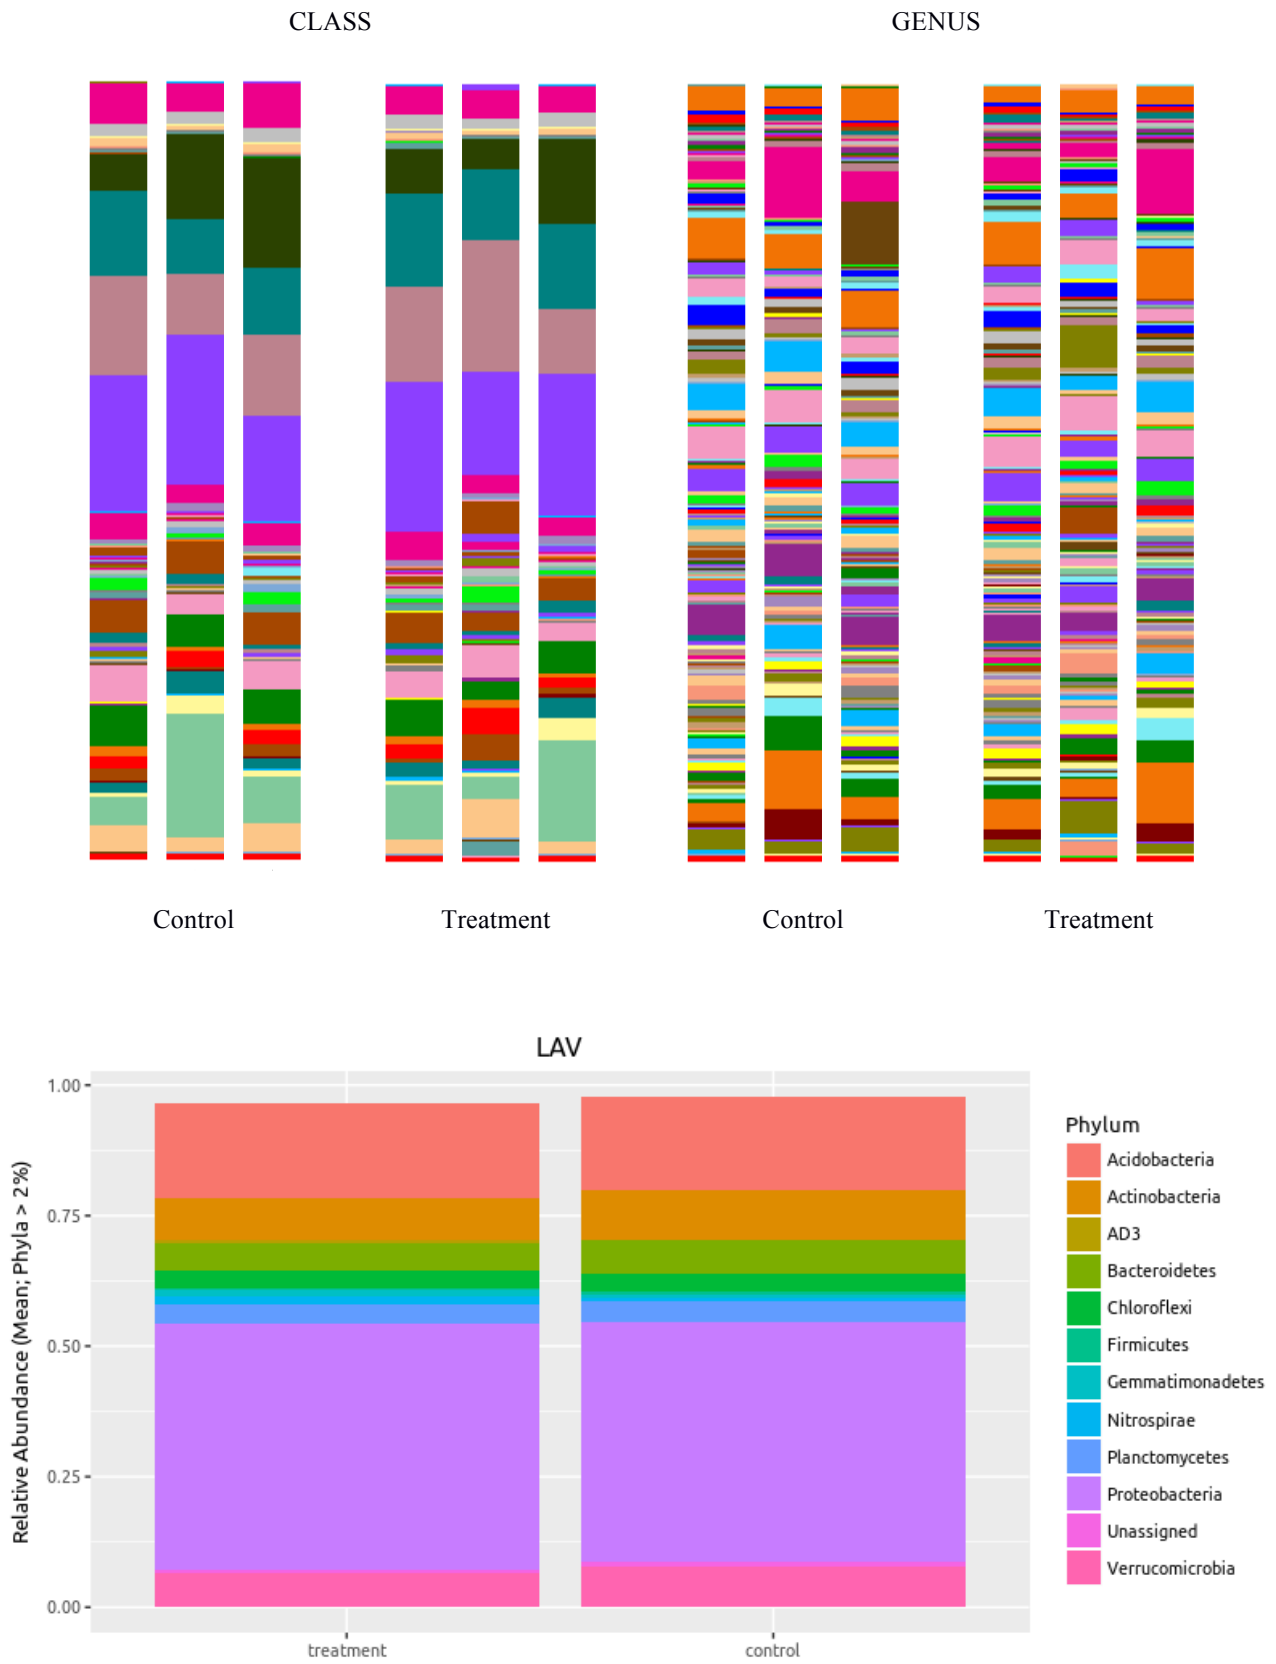 CLASS GENUS
Control Treatment Control Treatment
LAV
Relative Abundance (Mean; Phyla > 2%)
1.00
0.75
0.50
0.25
0.00
treatment control
Phylum
Acidobacteria
Actinobacteria
AD3
Bacteroidetes
Chloroflexi
Firmicutes
Gemmatimonadetes
Nitrospirae
Planctomycetes
Proteobacteria
Unassigned
Verrucomicrobia